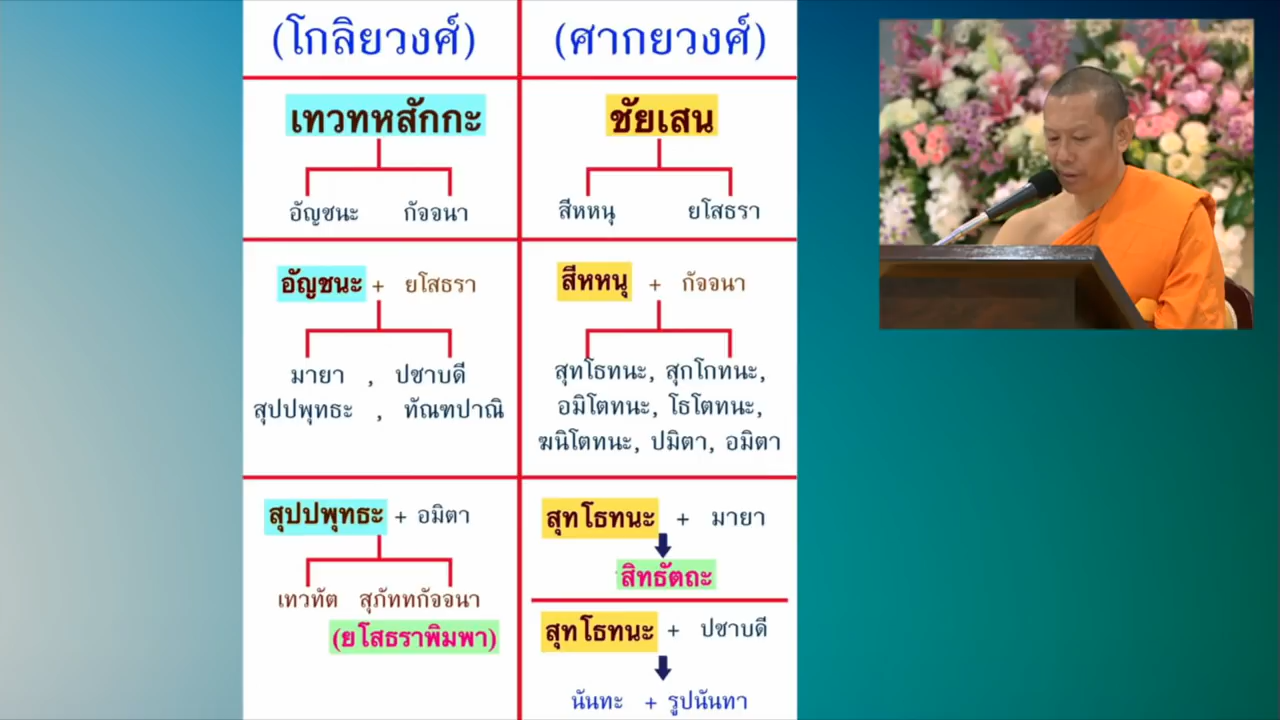 (โกลิยวงศ์)
เทวทหสักกะ
อัญชนะ กัจจนา
อัญชนะ + ยโสธรา
มายา , ปชาบดี
สุปปพุทธะ , ทัณฑปาณิ
สุปปพุทธะ + อมิตา
เทวทัต สุภัททกัจจนา
(ยโสธราพิมพา)
(ศากยวงศ์)
ชัยเสน
สีหหนุ ยโสธรา
สีหหนุ + กัจจนา
สุทโธทนะ, สุกโกทนะ,
อมิโตทนะ, โธโตทนะ,
ฆนิโตทนะ, ปมิตา, อมิตา
สุทโธทนะ + มายา
สิทธัตถะ
สุทโธทนะ + ปชาบดี
นันทะ + รูปนันทา